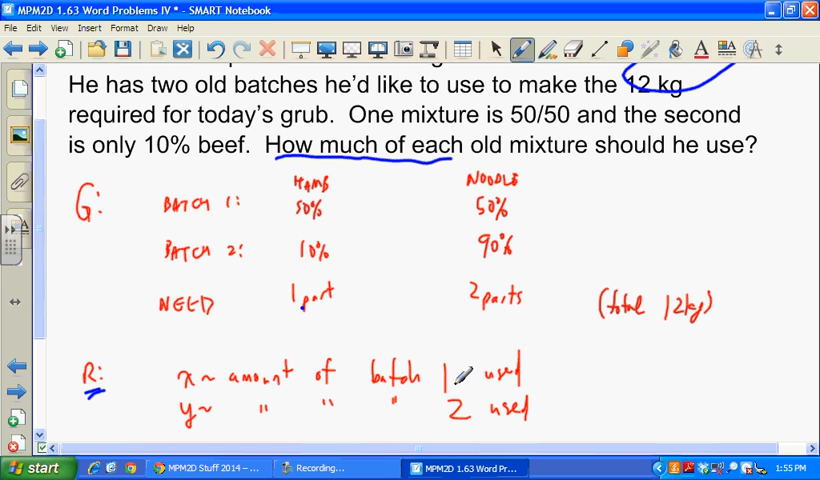 MPM2D 1.63 Word Problems IV * - SMART Notebook
File Edit View Insert Format Draw Help
He has two old batches he'd like to use to make the 12 kg
required for today's grub. One mixture is 50/50 and the second
is only 10% beef. How much of each old mixture should he use?
HAMB NOODLE
G: BATCH 1: 50% 50%
BATCH 2: 10% 90%
NEED 1 part 2 parts (total 12kg)
R: x ~ amount of batch 1 used
y ~ " " " 2 used
start MPM2D Stuff 2014 - ... Recording... MPM2D 1.63 Word Pr... 1:55 PM